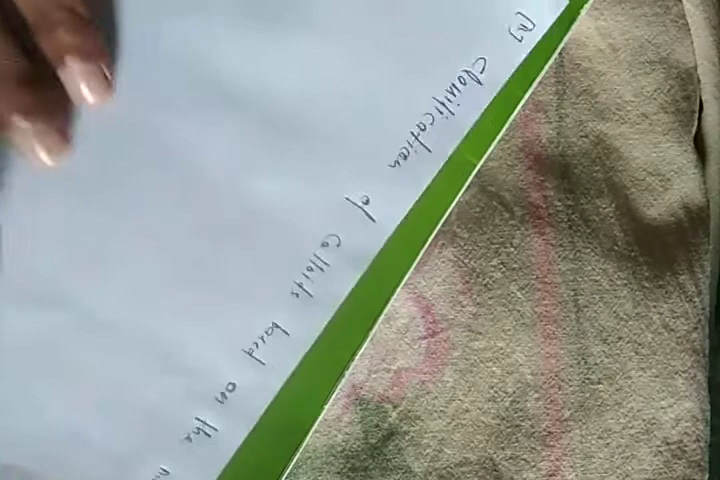 [B] Classification of Colloids based on the